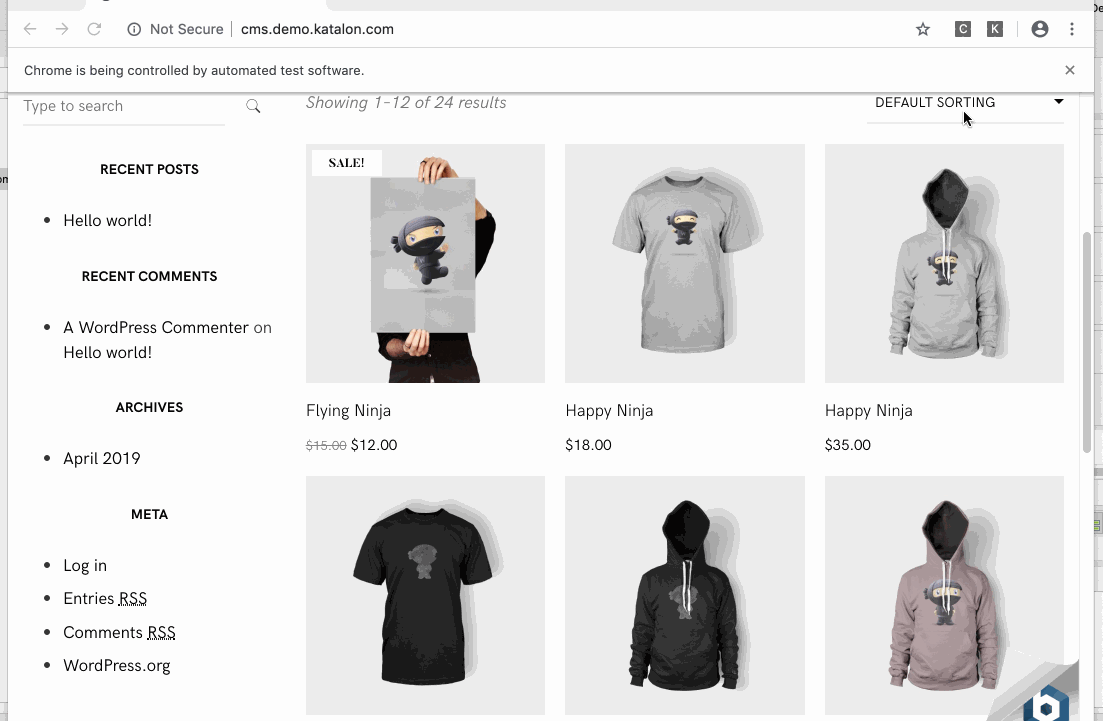 Not Secure
cms.demo.katalon.com
C
K
Chrome is being controlled by automated test software.
Type to search
Showing 1–12 of 24 results
DEFAULT SORTING
RECENT POSTS
Hello world!
RECENT COMMENTS
A WordPress Commenter on
Hello world!
ARCHIVES
April 2019
META
Log in
Entries RSS
Comments RSS
WordPress.org
SALE!
Flying Ninja
$15.00 $12.00
Happy Ninja
$18.00
Happy Ninja
$35.00